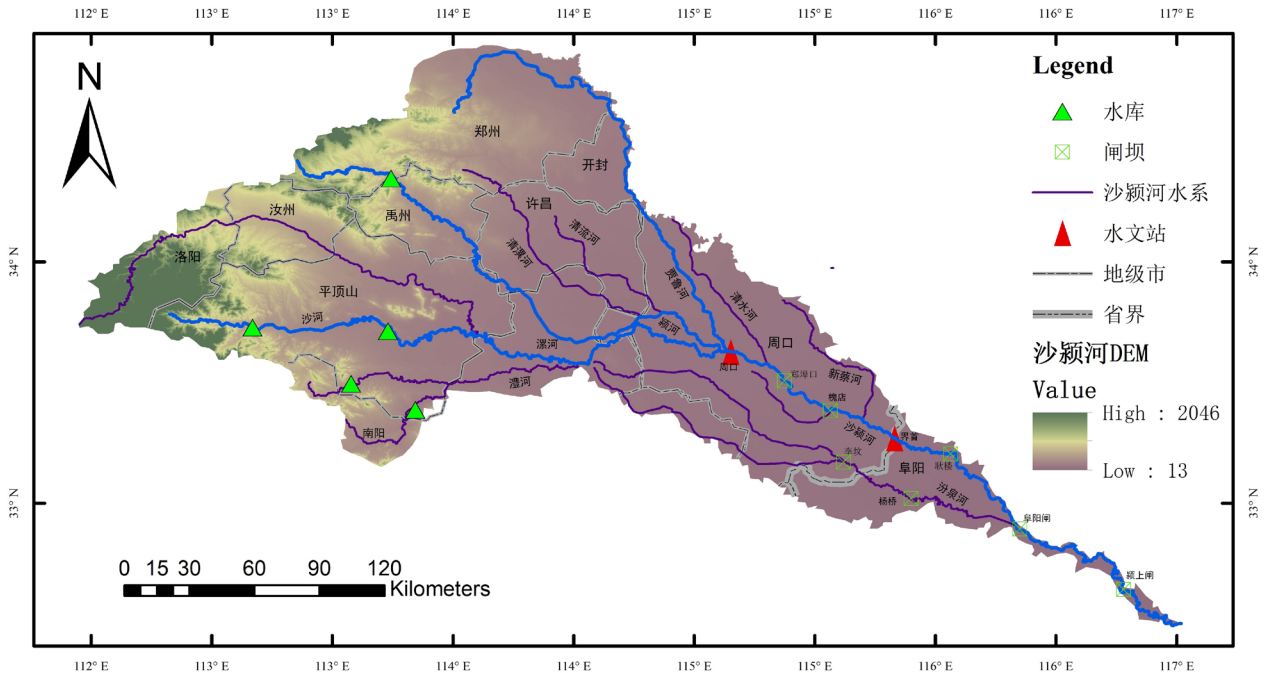 112° E 113° E 113° E 114° E 114° E 115° E 115° E 116° E 116° E 117° E
N
Legend
水库
闸坝
沙颍河水系
水文站
地级市
省界
沙颍河DEM
Value
High : 2046
Low : 13
34° N
34° N
33° N
33° N
郑州
开封
汝州
禹州
许昌
洛阳
清流河
清潩河
平顶山
贾鲁河
清水河
沙河
颍河
漯河
周口
周口
澧河
新蔡河
郑埠口
槐店
南阳
沙颍河
界首
李坟
阜阳
耿楼
杨桥
汾泉河
阜阳闸
颍上闸
0 15 30 60 90 120
Kilometers
112° E 113° E 113° E 114° E 114° E 115° E 115° E 116° E 116° E 117° E